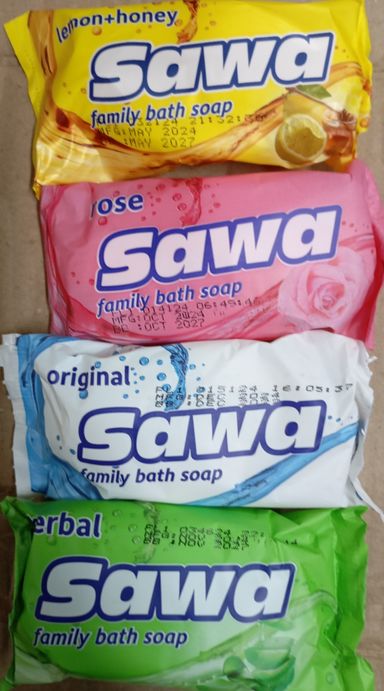 lemon+honey
Sawa
family bath soap
MAY 2024
MAY 2027
rose
Sawa
family bath soap
MFG:OCT 2024
:OCT 2027
original
Sawa
family bath soap
erbal
Sawa
family bath soap